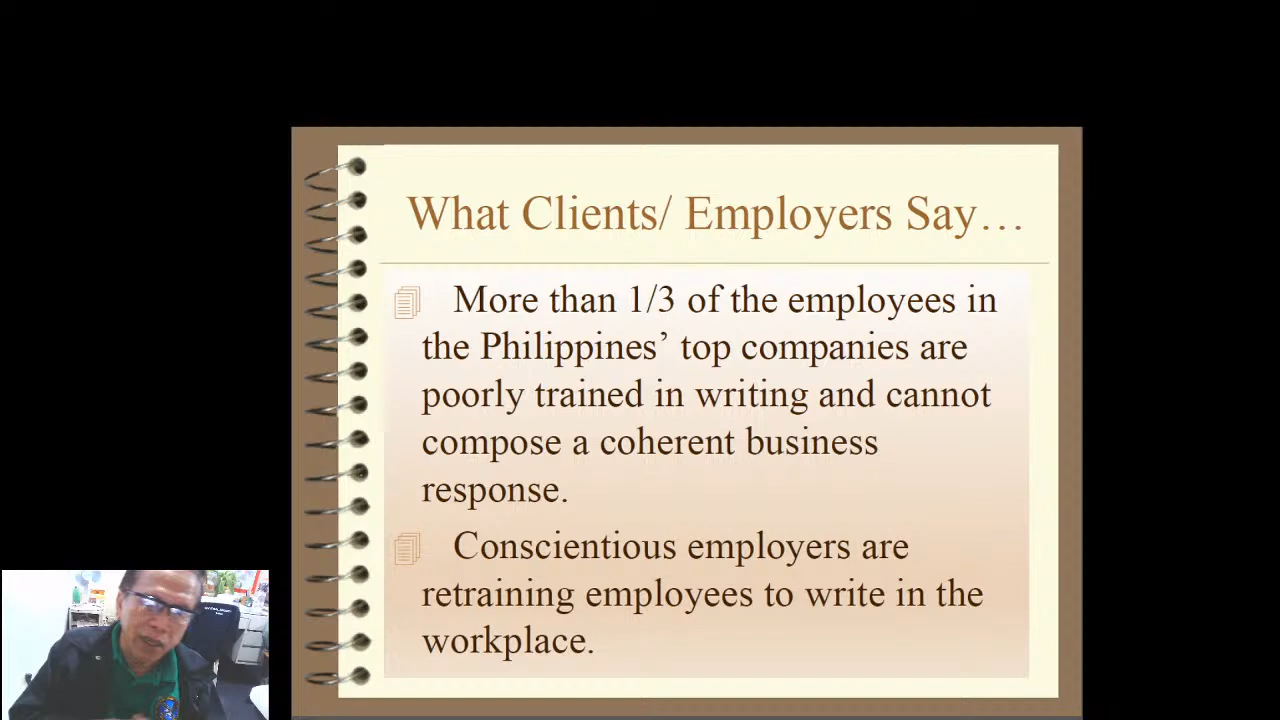 What Clients/ Employers Say…
More than 1/3 of the employees in
the Philippines’ top companies are
poorly trained in writing and cannot
compose a coherent business
response.
Conscientious employers are
retraining employees to write in the
workplace.